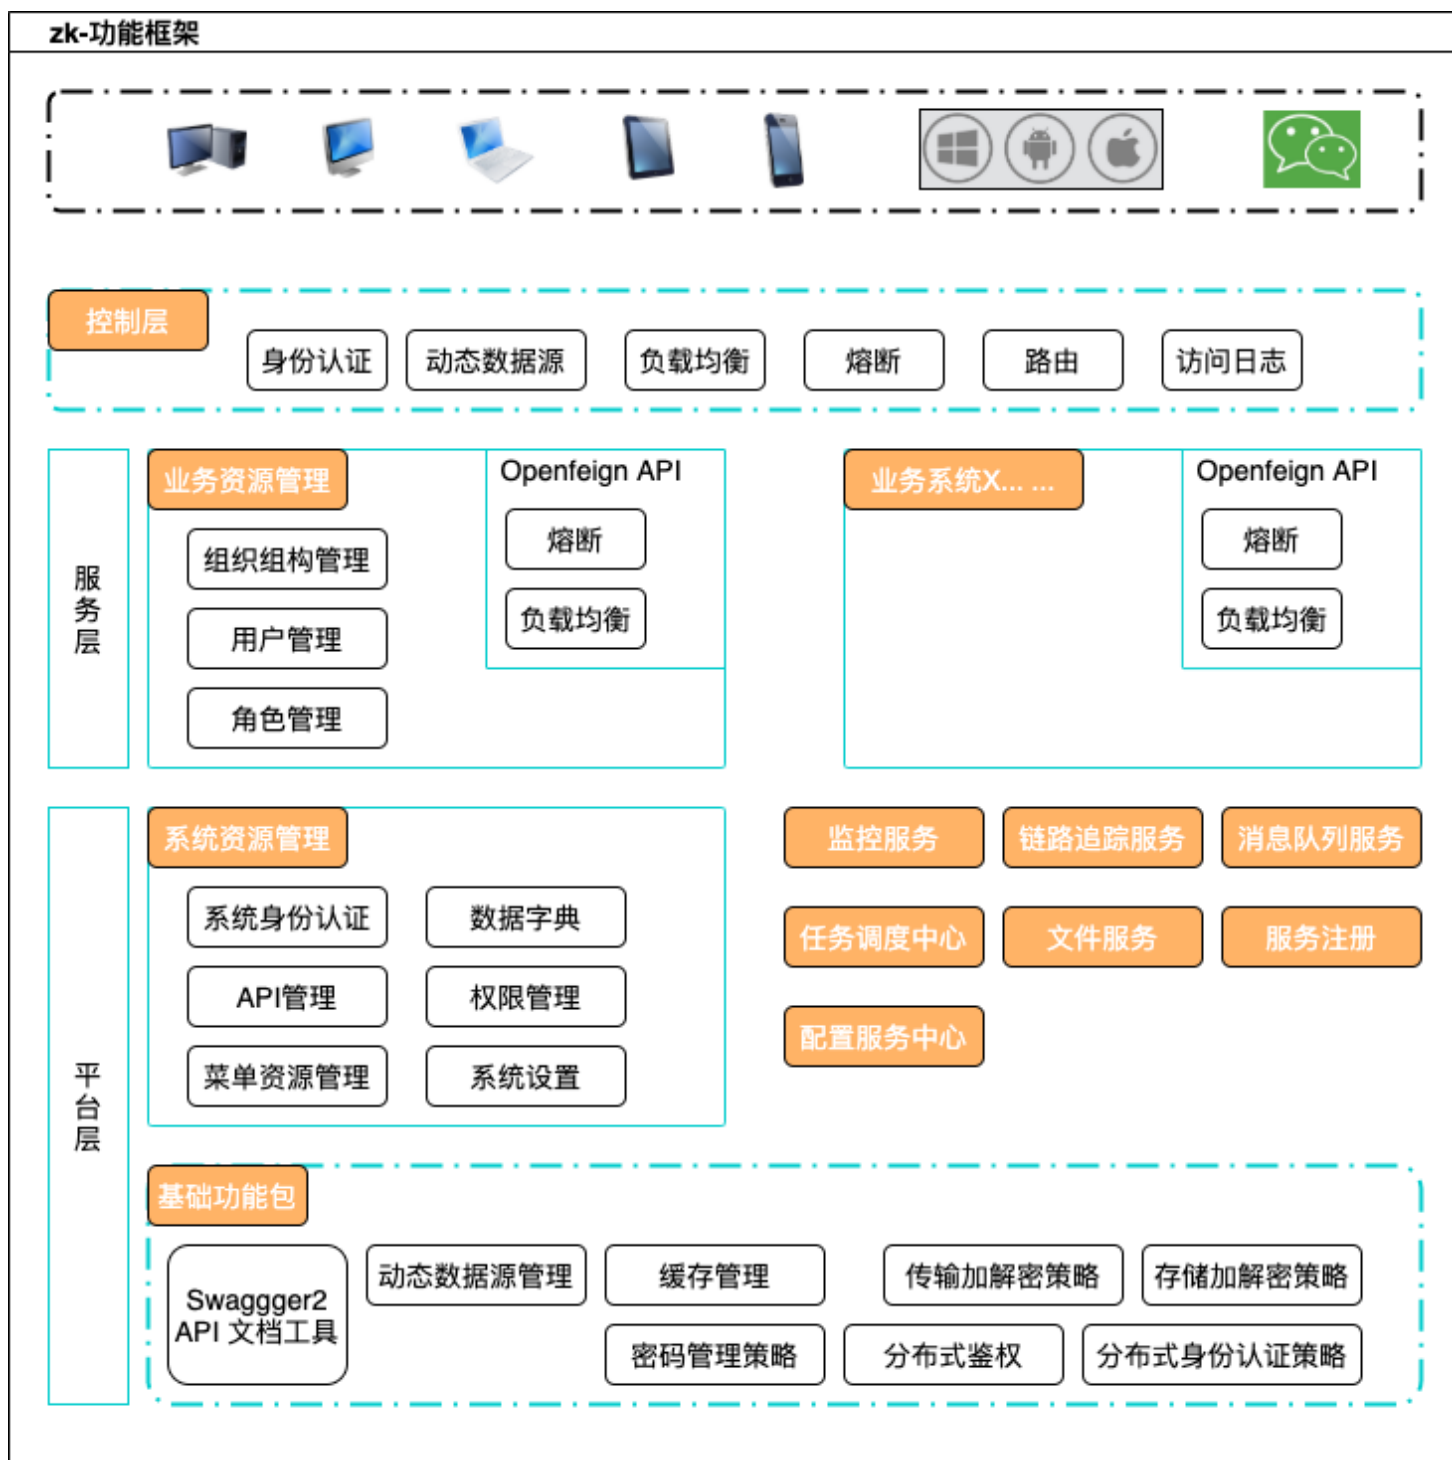 zk-功能框架
控制层
身份认证
动态数据源
负载均衡
熔断
路由
访问日志
服
务
层
业务资源管理
组织组构管理
用户管理
角色管理
Openfeign API
熔断
负载均衡
业务系统X... ...
Openfeign API
熔断
负载均衡
平
台
层
系统资源管理
系统身份认证
数据字典
API管理
权限管理
菜单资源管理
系统设置
监控服务
链路追踪服务
消息队列服务
任务调度中心
文件服务
服务注册
配置服务中心
基础功能包
Swaggger2
API 文档工具
动态数据源管理
缓存管理
传输加解密策略
存储加解密策略
密码管理策略
分布式鉴权
分布式身份认证策略